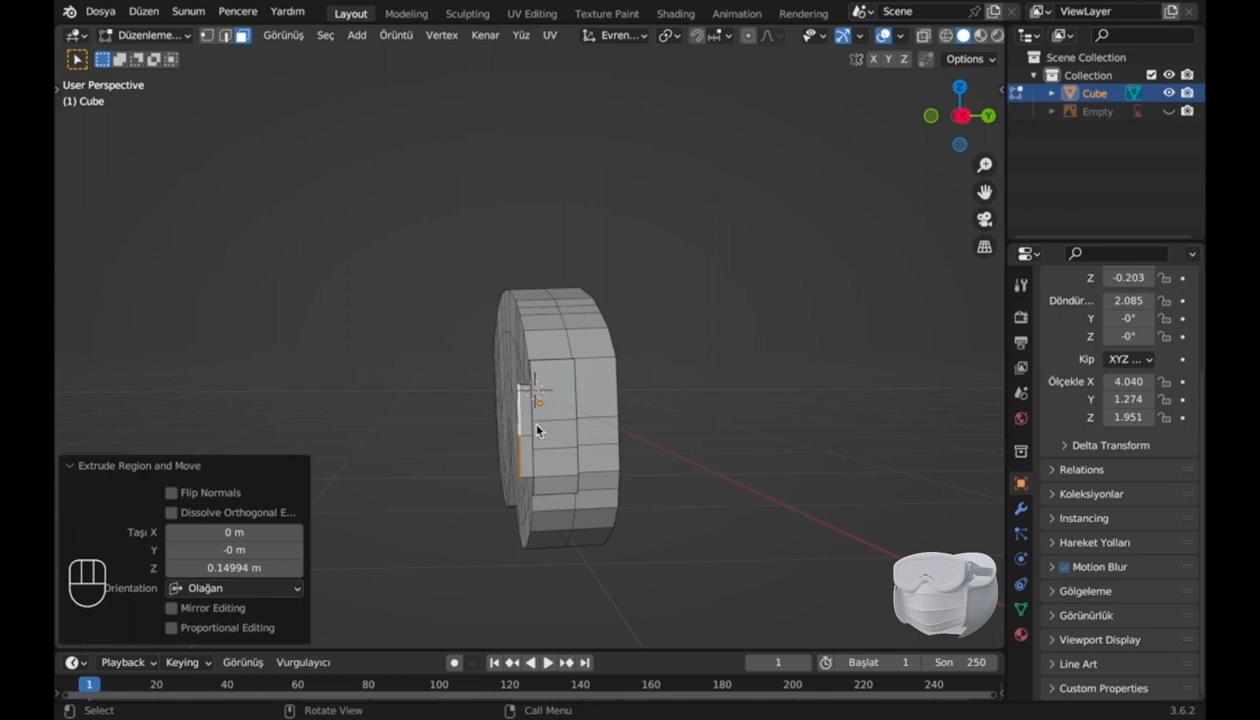 Dosya Düzen Sunum Pencere Yardım Layout Modeling Sculpting UV Editing Texture Paint Shading Animation Rendering Scene ViewLayer
Düzenleme... Görünüş Seç Add Örüntü Vertex Kenar Yüz UV Evren...
X Y Z Options
User Perspective
(1) Cube
Z
X
Y
Scene Collection
Collection
Cube
Empty
Z -0.203
Döndür... 2.085
Y -0°
Z -0°
Kip XYZ ...
Ölçekle X 4.040
Y 1.274
Z 1.951
Delta Transform
Relations
Koleksiyonlar
Instancing
Hareket Yolları
Motion Blur
Gölgeleme
Görünürlük
Viewport Display
Line Art
Custom Properties
Extrude Region and Move
Flip Normals
Dissolve Orthogonal E...
Taşı X 0 m
Y -0 m
Z 0.14994 m
Orientation Olağan
Mirror Editing
Proportional Editing
Playback Keying Görünüş Vurgulayıcı 1 Başlat 1 Son 250
1 20 40 60 80 100 120 140 160 180 200 220 240
Select Rotate View Call Menu 3.6.2